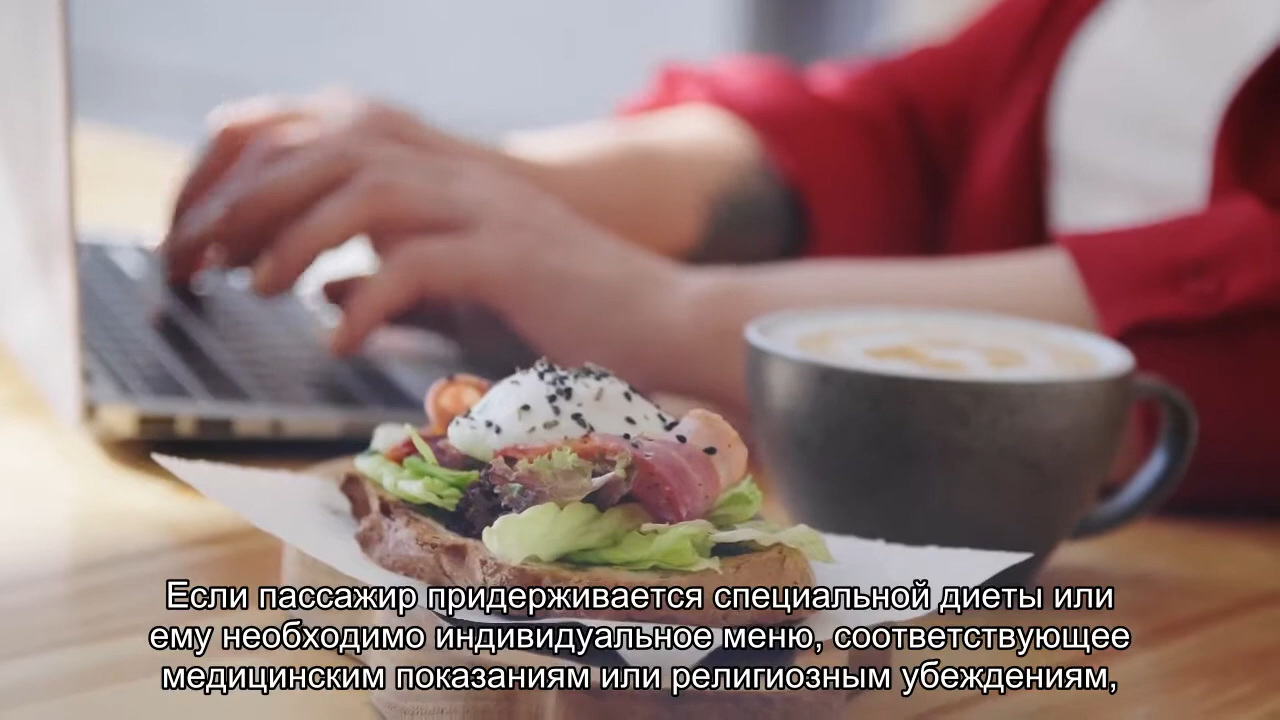 Если пассажир придерживается специальной диеты или
ему необходимо индивидуальное меню, соответствующее
медицинским показаниям или религиозным убеждениям,